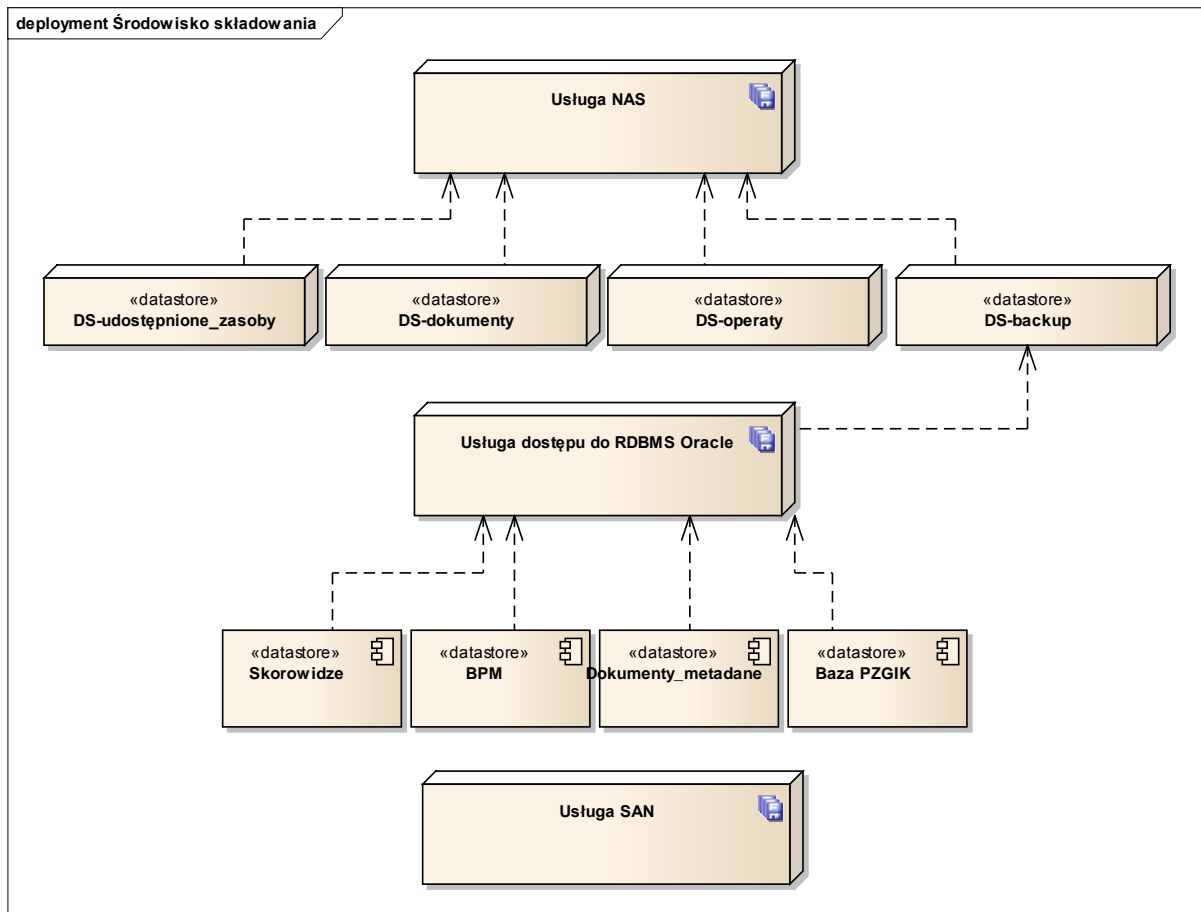 deployment Środowisko składowania
Usługa NAS
«datastore»
DS-udostępnione_zasoby
«datastore»
DS-dokumenty
«datastore»
DS-operaty
«datastore»
DS-backup
Usługa dostępu do RDBMS Oracle
«datastore»
Skorowidze
«datastore»
BPM
«datastore»
Dokumenty_metadane
«datastore»
Baza PZGIK
Usługa SAN